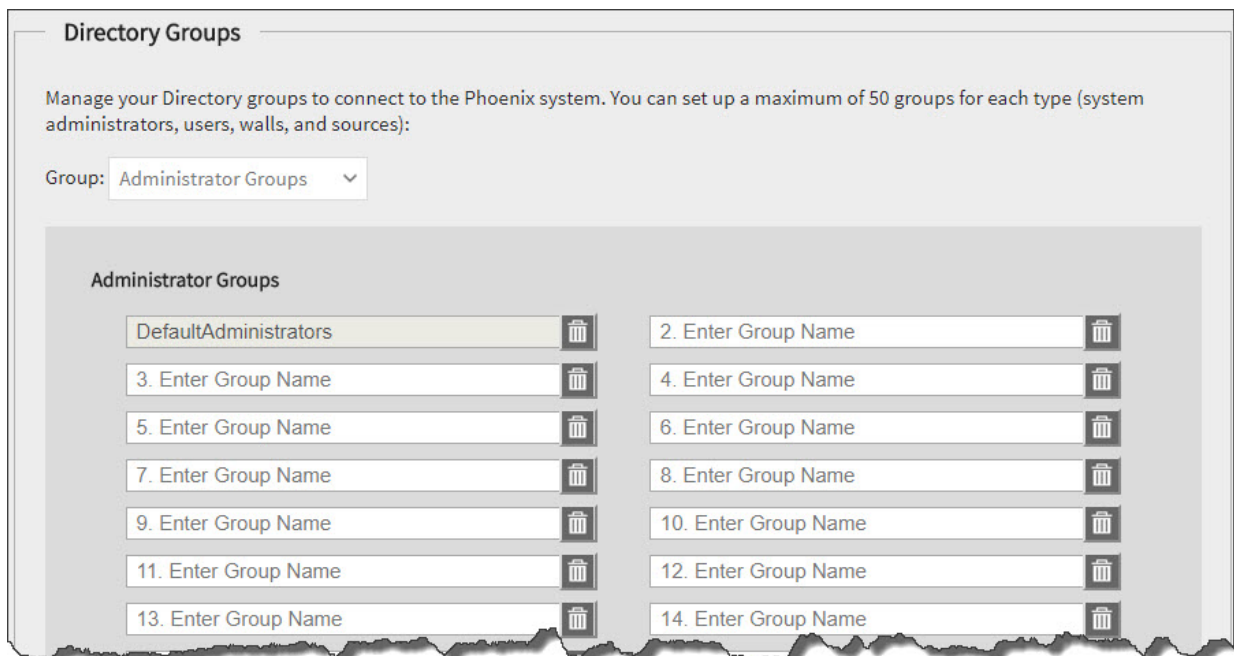 Directory Groups
Manage your Directory groups to connect to the Phoenix system. You can set up a maximum of 50 groups for each type (system
administrators, users, walls, and sources):
Group: Administrator Groups
Administrator Groups
DefaultAdministrators 2. Enter Group Name
3. Enter Group Name 4. Enter Group Name
5. Enter Group Name 6. Enter Group Name
7. Enter Group Name 8. Enter Group Name
9. Enter Group Name 10. Enter Group Name
11. Enter Group Name 12. Enter Group Name
13. Enter Group Name 14. Enter Group Name